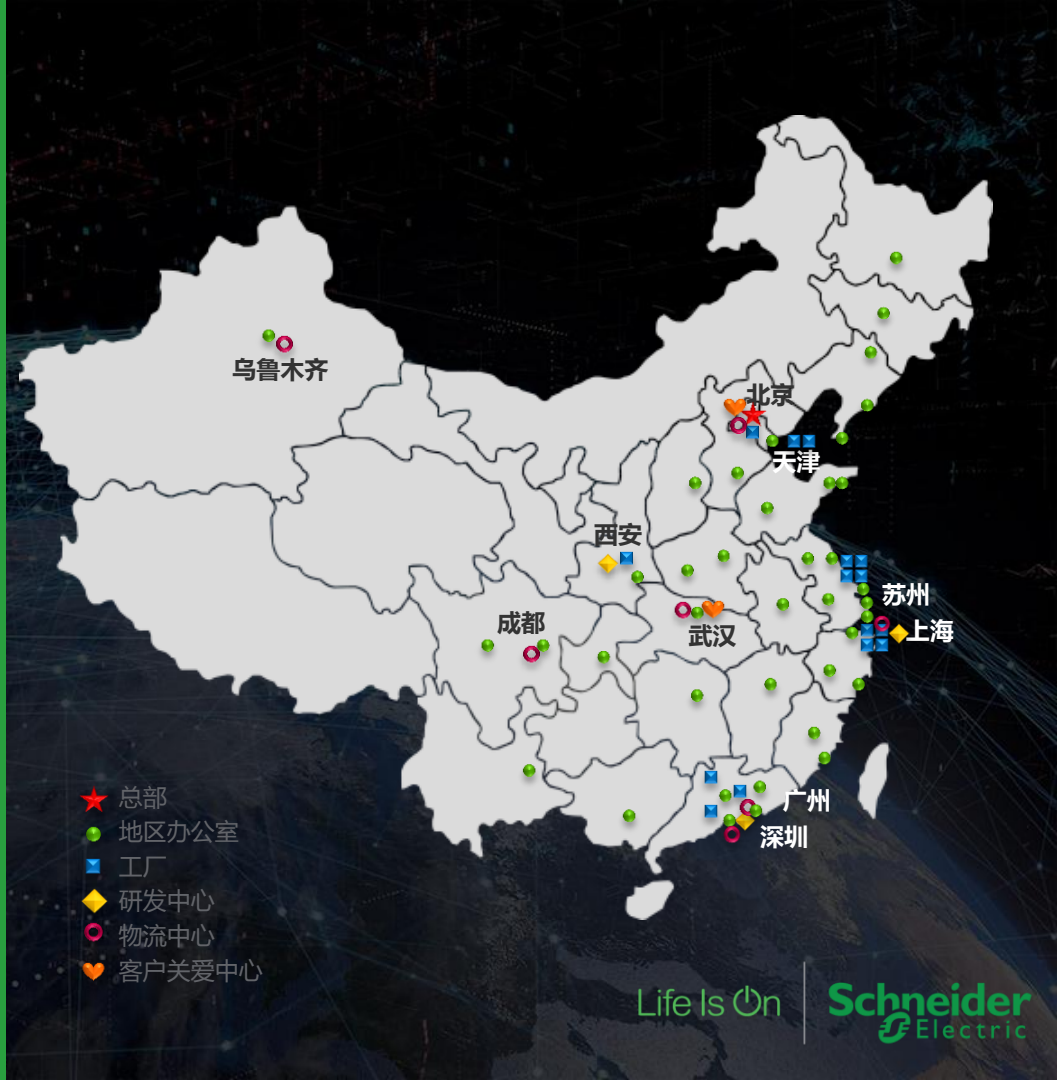 乌鲁木齐
北京
天津
西安
苏州
成都
武汉
上海
广州
深圳
总部
地区办公室
工厂
研发中心
物流中心
客户关爱中心
Life Is On
Schneider
Electric